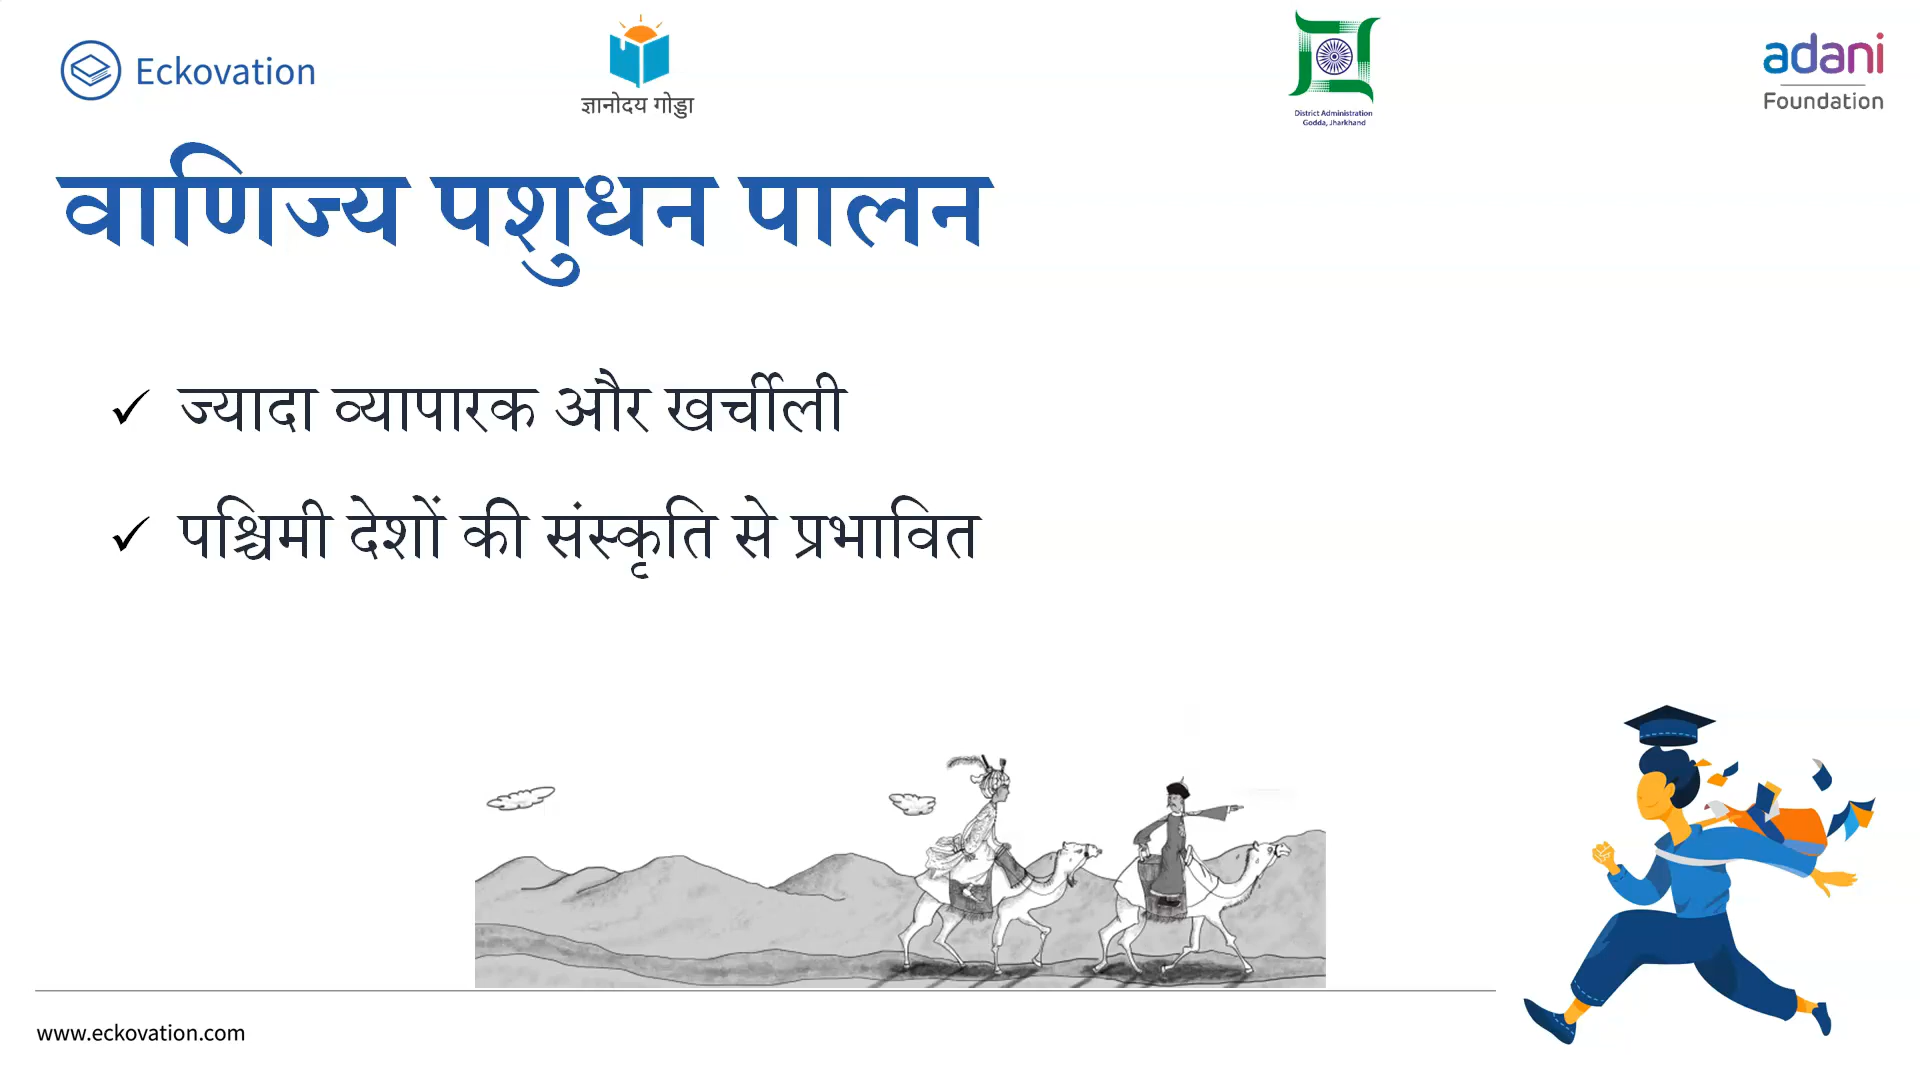 Eckovation
ज्ञानोदय गोड्डा
District Administration
Godda, Jharkhand
adani
Foundation
वाणिज्य पशुधन पालन
ज्यादा व्यापारक और खर्चीली
पश्चिमी देशों की संस्कृति से प्रभावित
www.eckovation.com